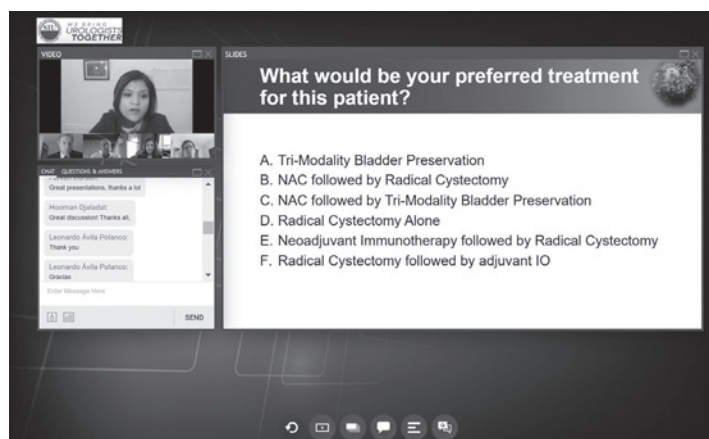 SIU
WE BRING
UROLOGISTS
TOGETHER
VIDEO
SLIDES
What would be your preferred treatment
for this patient?
A. Tri-Modality Bladder Preservation
B. NAC followed by Radical Cystectomy
C. NAC followed by Tri-Modality Bladder Preservation
D. Radical Cystectomy Alone
E. Neoadjuvant Immunotherapy followed by Radical Cystectomy
F. Radical Cystectomy followed by adjuvant IO
CHAT QUESTIONS & ANSWERS
Great presentations, thanks a lot
Hooman Djaladat:
Great discussion! Thanks all,
Leonardo Ávila Polanco:
Thank you
Leonardo Ávila Polanco:
Gracias
Enter Message Here
SEND